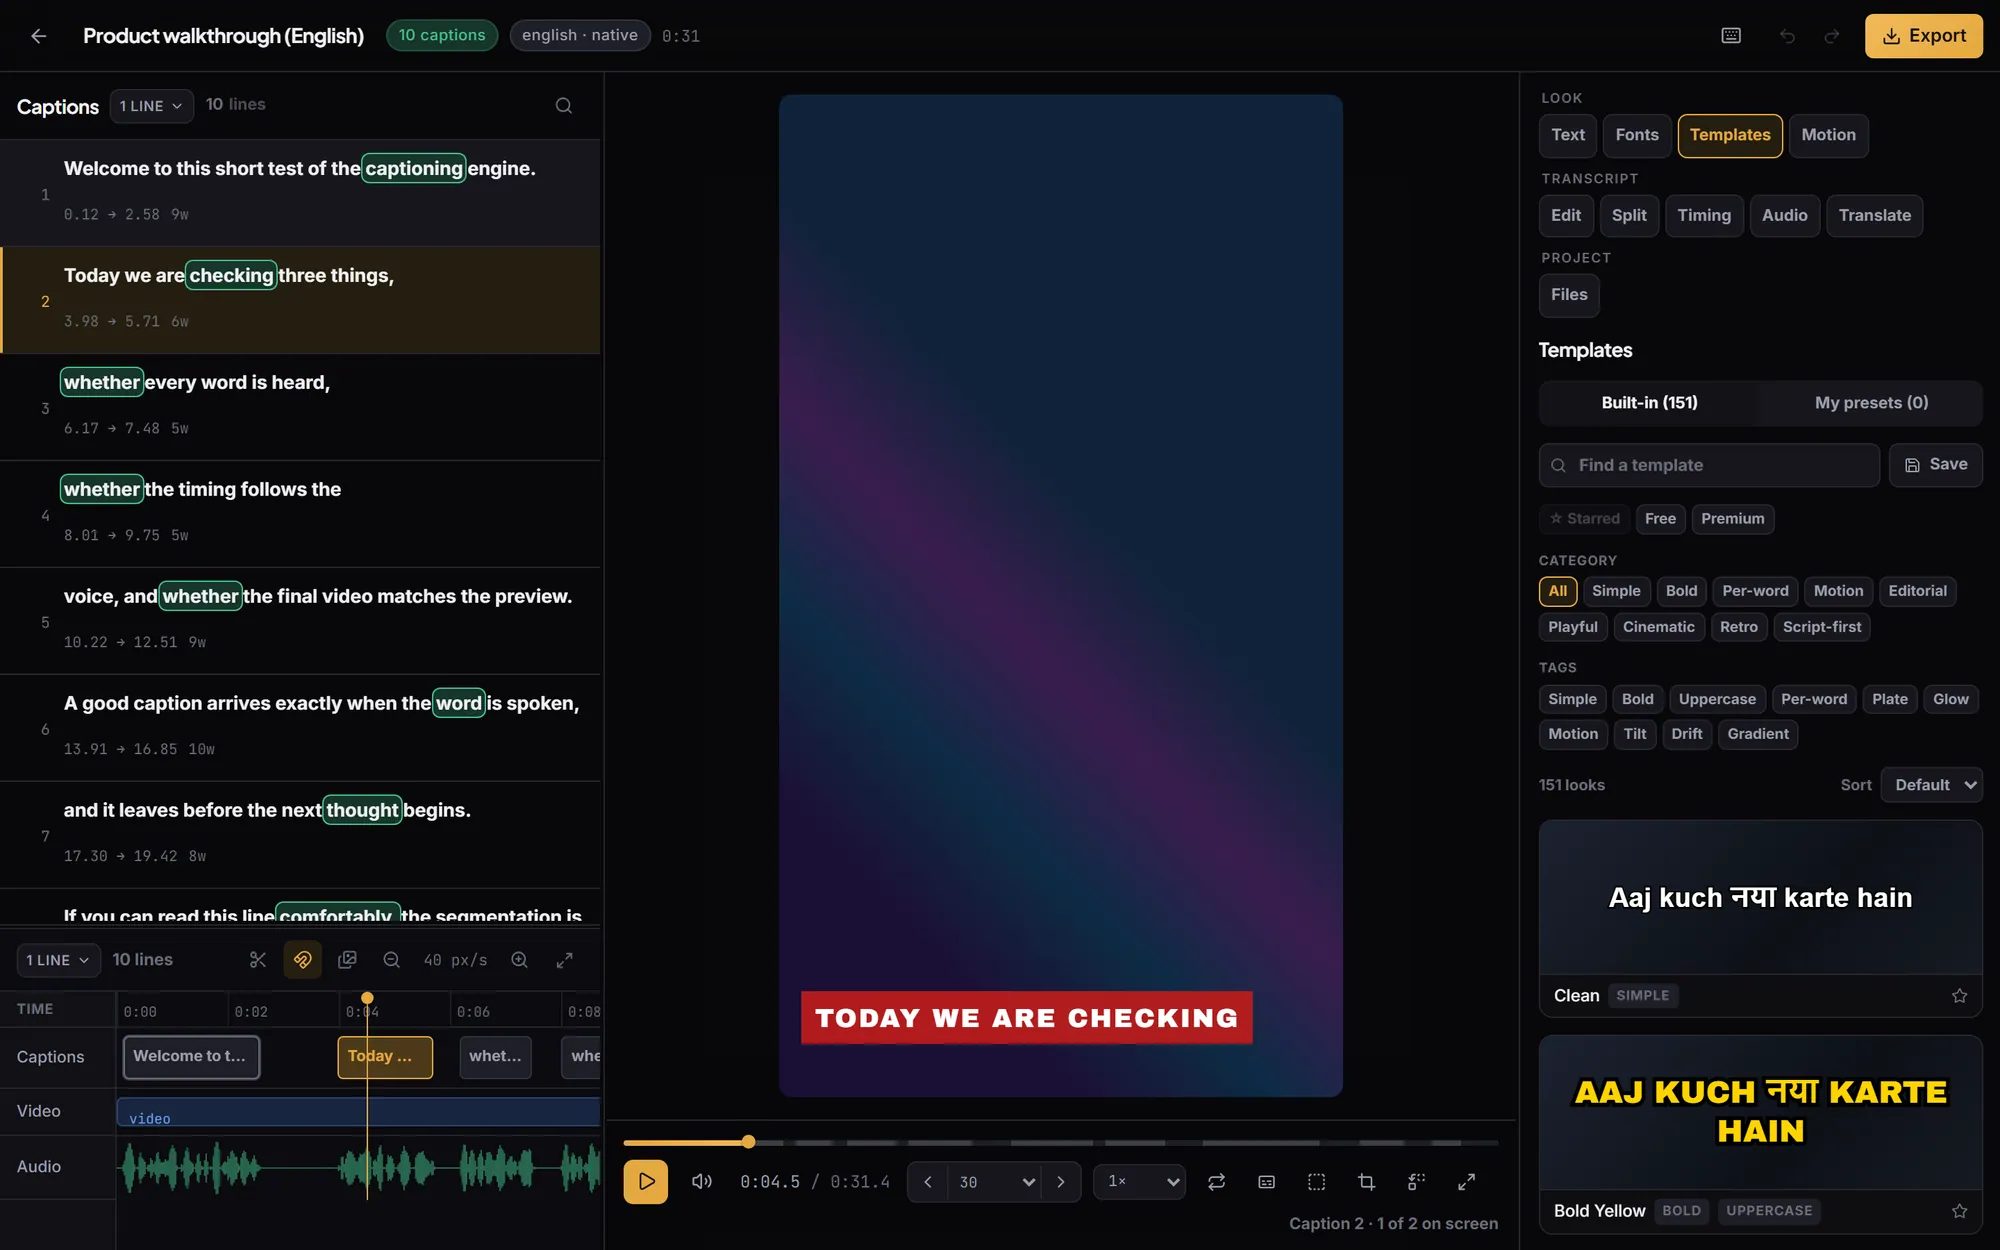 Product walkthrough (English) 10 captions english · native 0:31 Export
Captions 1 LINE 10 lines
1 Welcome to this short test of the captioning engine.
0.12 → 2.58 9w
2 Today we are checking three things,
3.98 → 5.71 6w
3 whether every word is heard,
6.17 → 7.48 5w
4 whether the timing follows the
8.01 → 9.75 5w
5 voice, and whether the final video matches the preview.
10.22 → 12.51 9w
6 A good caption arrives exactly when the word is spoken,
13.91 → 16.85 10w
7 and it leaves before the next thought begins.
17.30 → 19.42 8w
If you can read this line comfortably, the segmentation is
1 LINE 10 lines 40 px/s
TIME 0:00 0:02 0:04 0:06 0:08
Captions Welcome to t... Today ... whet... whe
Video video
Audio
TODAY WE ARE CHECKING
0:04.5 / 0:31.4 30 1×
Caption 2 · 1 of 2 on screen
LOOK
Text Fonts Templates Motion
TRANSCRIPT
Edit Split Timing Audio Translate
PROJECT
Files
Templates
Built-in (151) My presets (0)
Find a template Save
Starred Free Premium
CATEGORY
All Simple Bold Per-word Motion Editorial
Playful Cinematic Retro Script-first
TAGS
Simple Bold Uppercase Per-word Plate Glow
Motion Tilt Drift Gradient
151 looks Sort Default
Aaj kuch नया karte hain
Clean SIMPLE
AAJ KUCH नया KARTE
HAIN
Bold Yellow BOLD UPPERCASE